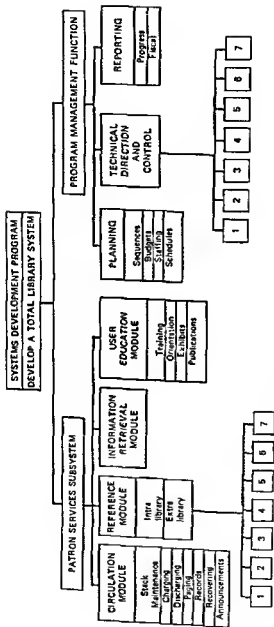 SYSTEMS DEVELOPMENT PROGRAM
DEVELOP A TOTAL LIBRARY SYSTEM
PATRON SERVICES SUBSYSTEM
PROGRAM MANAGEMENT FUNCTION
CIRCULATION
MODULE
Stack
Maintenance
Charging
Discharging
Paging
Records
Recovering
Announcements
REFERENCE
MODULE
Intra
library
Extra
library
1
2
3
4
5
6
7
INFORMATION
RETRIEVAL
MODULE
USER
EDUCATION
MODULE
Training
Orientation
Exhibits
Publications
PLANNING
Sequences
Budgets
Staffing
Schedules
TECHNICAL
DIRECTION
AND
CONTROL
1
2
3
4
5
6
7
REPORTING
Progress
Fiscal